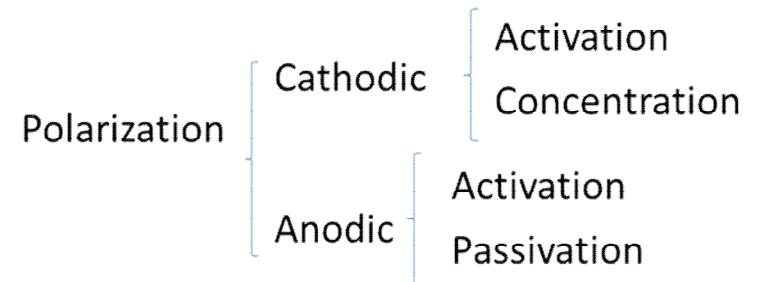 Polarization
Cathodic
Activation
Concentration
Anodic
Activation
Passivation